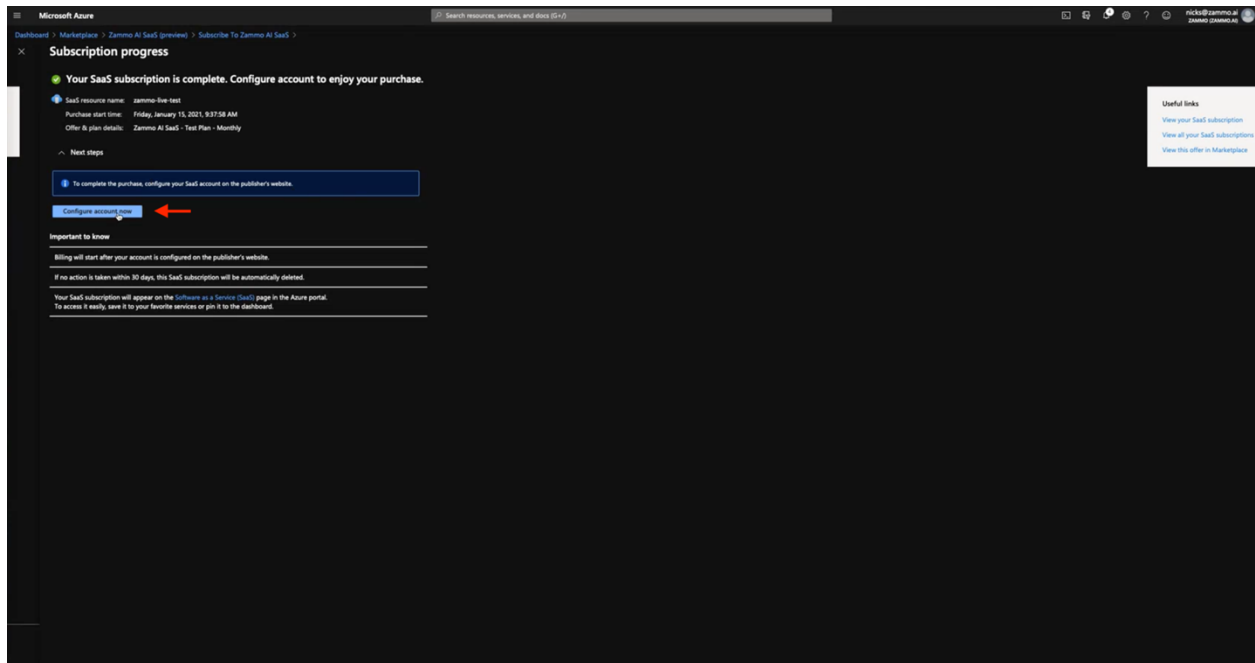 Microsoft Azure
Search resources, services, and docs (G+/)
nicks@zammo.ai
ZAMMO (ZAMMO.AI)
Dashboard > Marketplace > Zammo AI SaaS (preview) > Subscribe To Zammo AI SaaS >
Subscription progress
Your SaaS subscription is complete. Configure account to enjoy your purchase.
SaaS resource name: zammo-live-test
Purchase start time: Friday, January 15, 2021, 9:37:58 AM
Offer & plan details: Zammo AI SaaS - Test Plan - Monthly
Next steps
To complete the purchase, configure your SaaS account on the publisher's website.
Configure account now
Important to know
Billing will start after your account is configured on the publisher's website.
If no action is taken within 30 days, this SaaS subscription will be automatically deleted.
Your SaaS subscription will appear on the Software as a Service (SaaS) page in the Azure portal.
To access it easily, save it to your favorite services or pin it to the dashboard.
Useful links
View your SaaS subscription
View all your SaaS subscriptions
View this offer in Marketplace